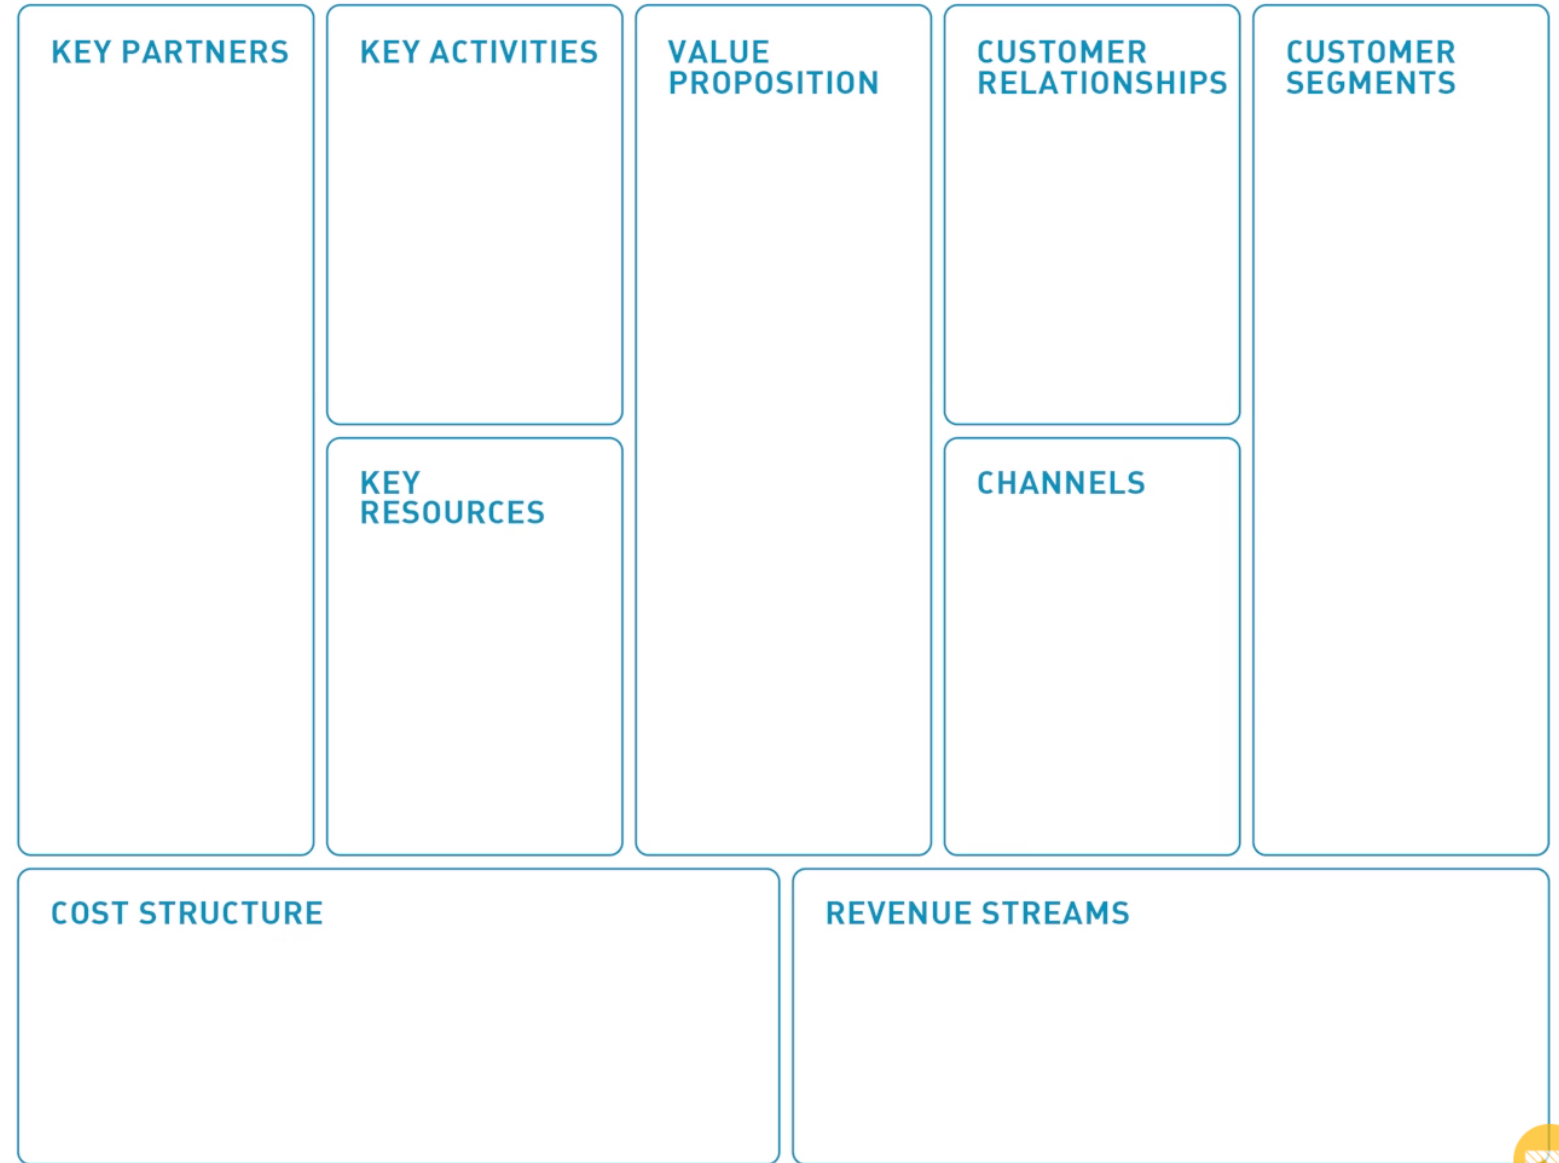 KEY PARTNERS
KEY ACTIVITIES
VALUE
PROPOSITION
CUSTOMER
RELATIONSHIPS
CUSTOMER
SEGMENTS
KEY
RESOURCES
CHANNELS
COST STRUCTURE
REVENUE STREAMS